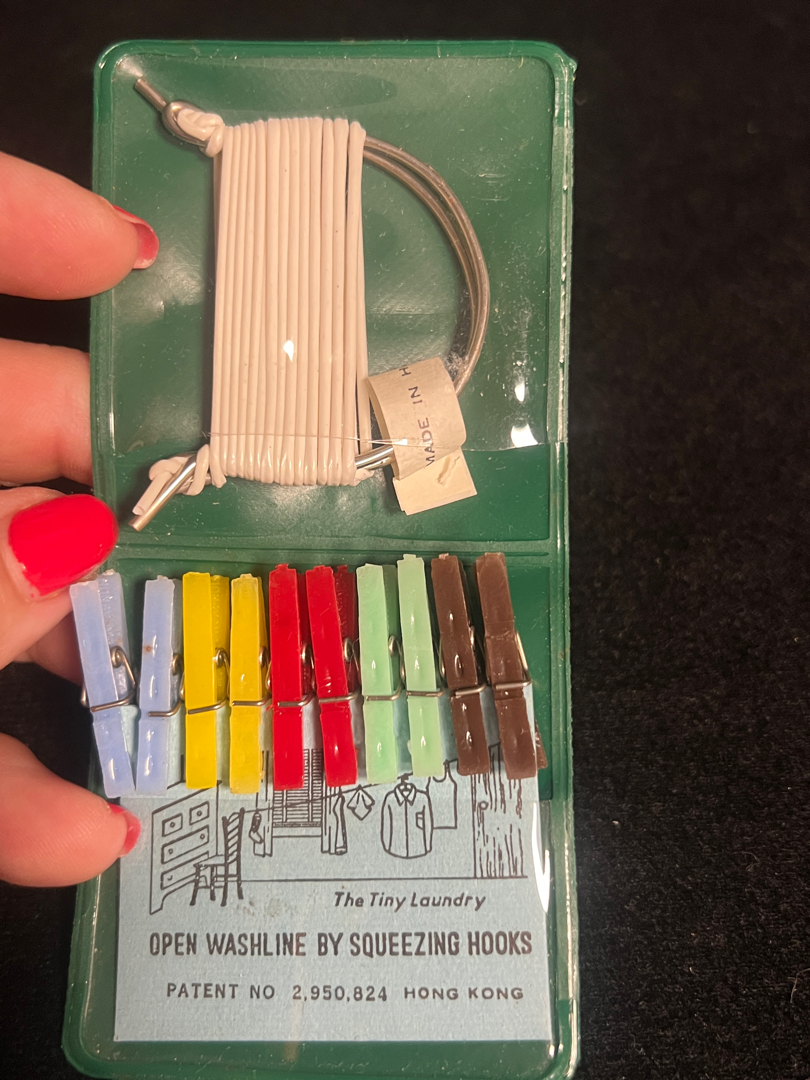 MADE IN H
The Tiny Laundry
OPEN WASHLINE BY SQUEEZING HOOKS
PATENT NO 2,950,824 HONG KONG